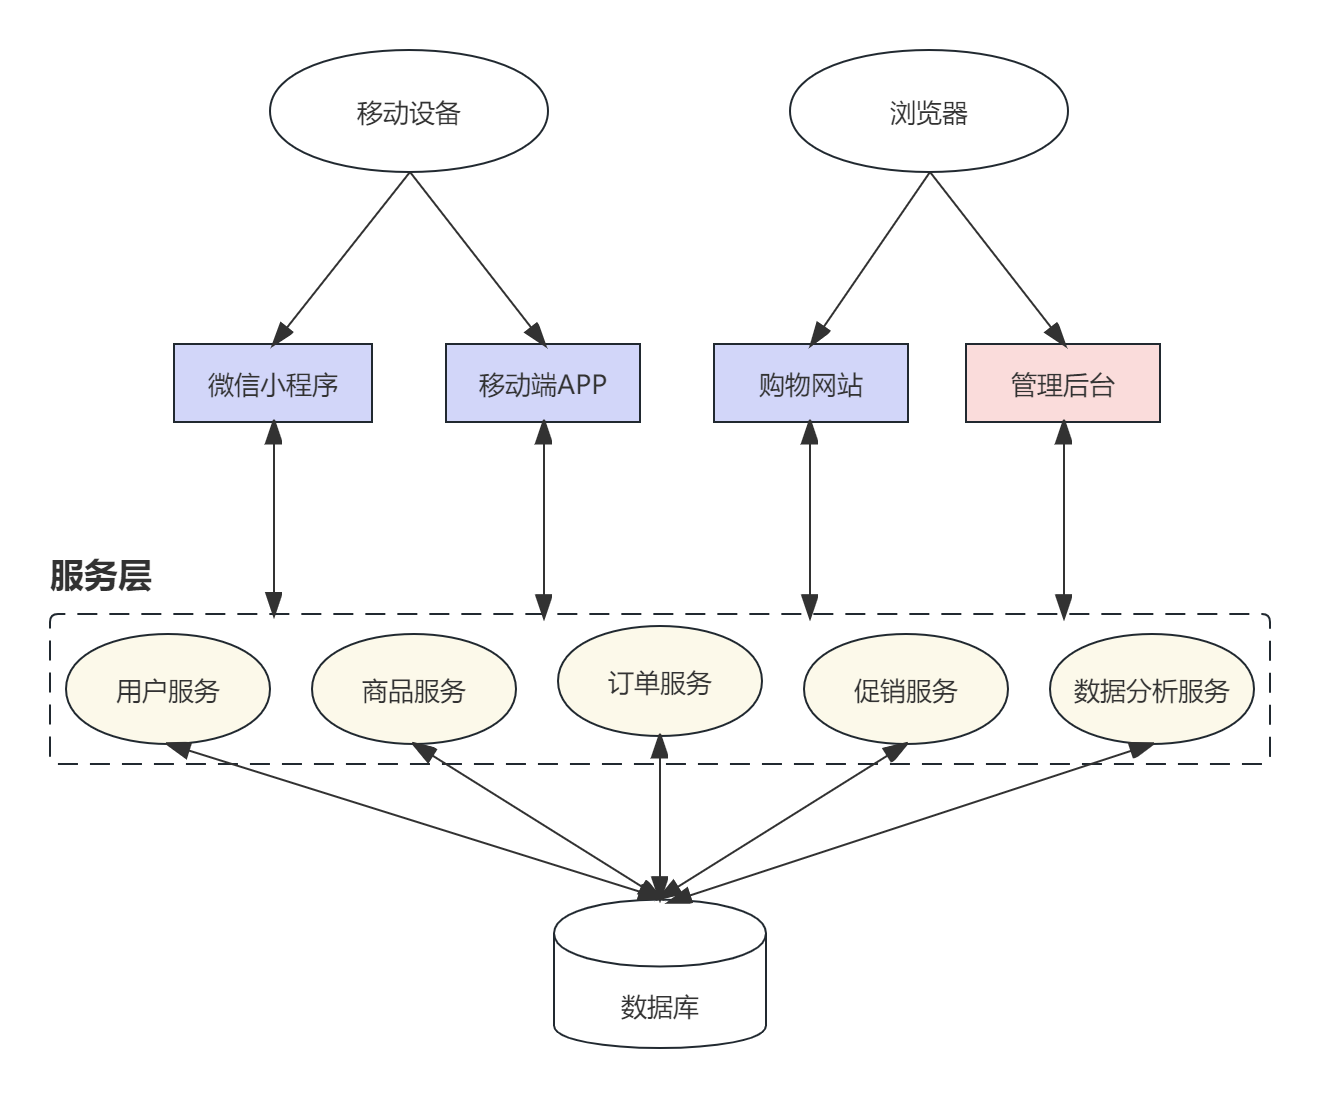 移动设备
浏览器
微信小程序
移动端APP
购物网站
管理后台
服务层
用户服务
商品服务
订单服务
促销服务
数据分析服务
数据库